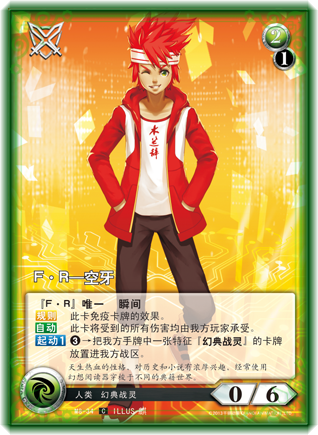 2
1
木兰辞
F·R—空牙
『F·R』唯一 瞬间
规则 此卡免疫卡牌的效果。
自动 此卡将受到的所有伤害均由我方玩家承受。
起动1 3→把我方手牌中一张特征『幻典战灵』的卡牌
放置进我方战区。
天生热血的性格,对历史和小说有浓厚兴趣,经常使用
幻想阅读器穿梭于不同的典籍世界。
人类 幻典战灵
0/6
C ILLUS